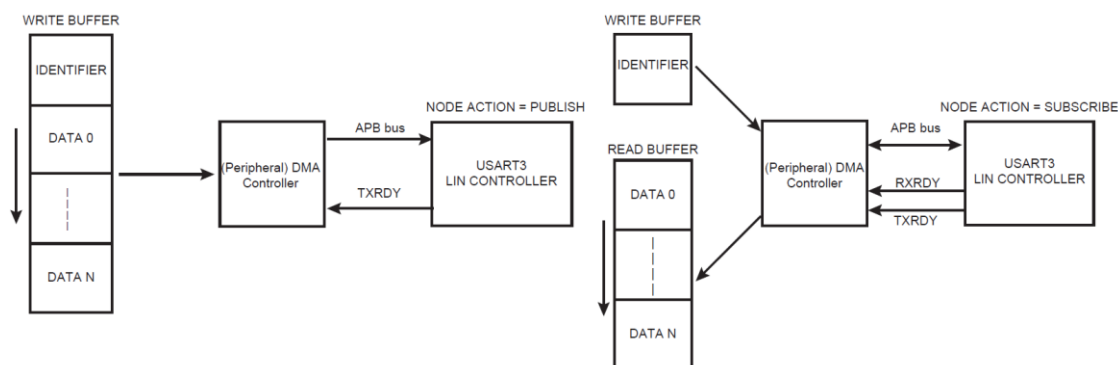 WRITE BUFFER
IDENTIFIER
DATA 0
DATA N
(Peripheral) DMA
Controller
APB bus
TXRDY
NODE ACTION = PUBLISH
USART3
LIN CONTROLLER
WRITE BUFFER
IDENTIFIER
READ BUFFER
DATA 0
DATA N
(Peripheral) DMA
Controller
APB bus
RXRDY
TXRDY
NODE ACTION = SUBSCRIBE
USART3
LIN CONTROLLER